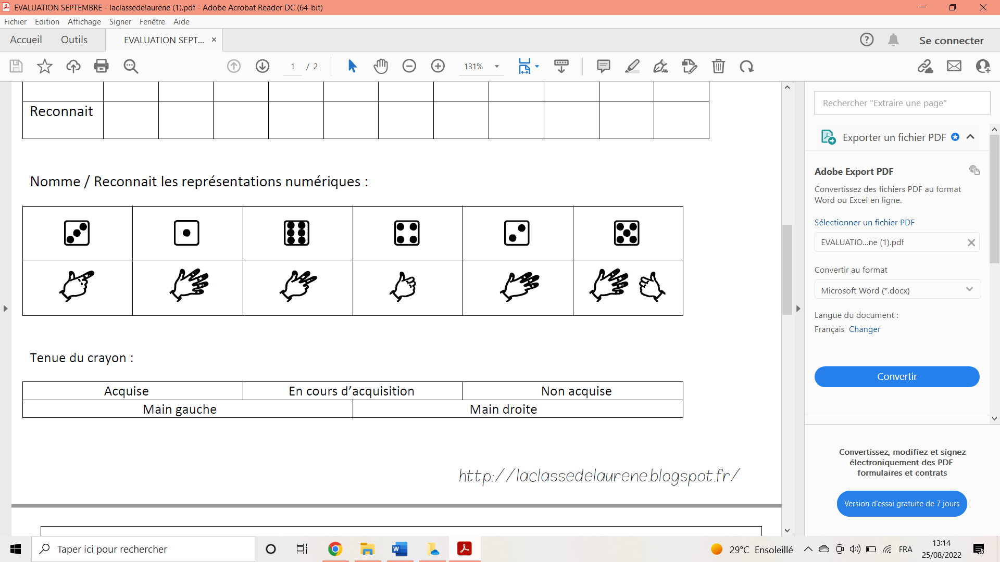 EVALUATION SEPTEMBRE - laclassedelaurene (1).pdf - Adobe Acrobat Reader DC (64-bit)
Fichier Edition Affichage Signer Fenêtre Aide
Accueil Outils EVALUATION SEPT... Se connecter
1 / 2 131%
Reconnait
Nomme / Reconnait les représentations numériques :
Tenue du crayon :
Acquise En cours d’acquisition Non acquise
Main gauche Main droite
http://laclassedelaurene.blogspot.fr/
Rechercher "Extraire une page"
Exporter un fichier PDF
Adobe Export PDF
Convertissez des fichiers PDF au format
Word ou Excel en ligne.
Sélectionner un fichier PDF
EVALUATIO...ne (1).pdf
Convertir au format
Microsoft Word (*.docx)
Langue du document :
Français Changer
Convertir
Convertissez, modifiez et signez
électroniquement des PDF
formulaires et contrats
Version d'essai gratuite de 7 jours
Taper ici pour rechercher
29°C Ensoleillé
FRA
13:14
25/08/2022